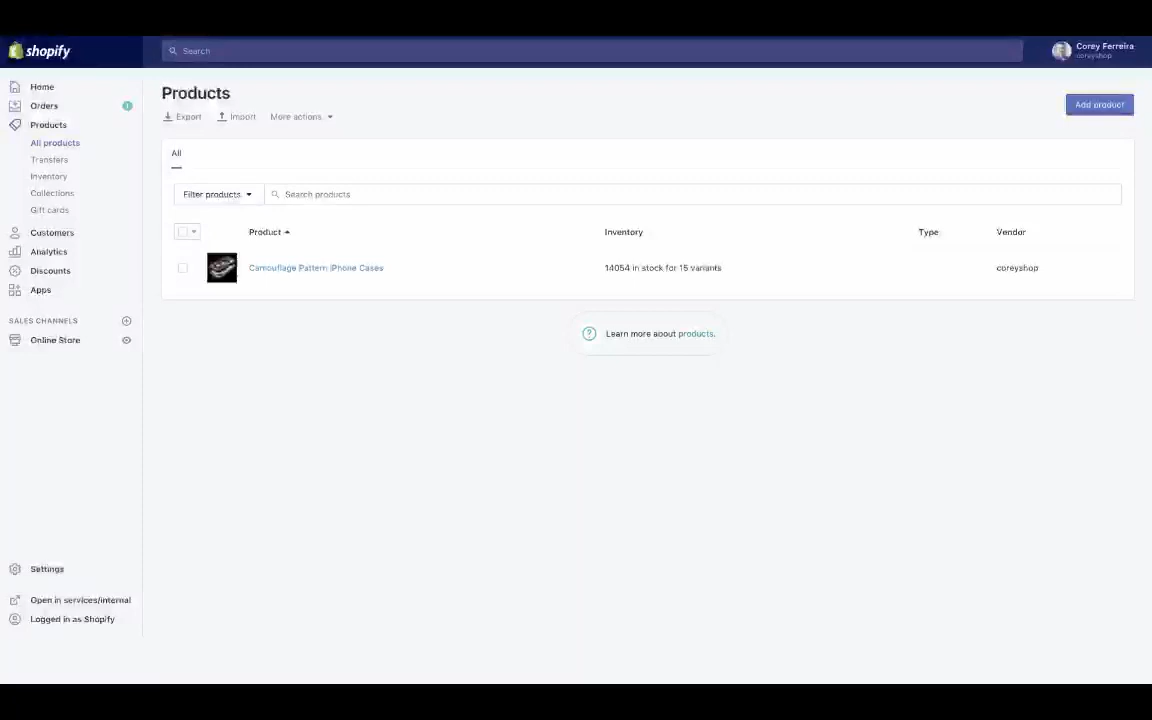 shopify
Search
Corey Ferreira
coreyshop
Home
Orders 1
Products
All products
Transfers
Inventory
Collections
Gift cards
Customers
Analytics
Discounts
Apps
SALES CHANNELS
Online Store
Settings
Open in services/internal
Logged in as Shopify
Products
Export Import More actions
Add product
All
Filter products Search products
Product Inventory Type Vendor
Camouflage Pattern iPhone Cases 14054 in stock for 15 variants coreyshop
? Learn more about products.